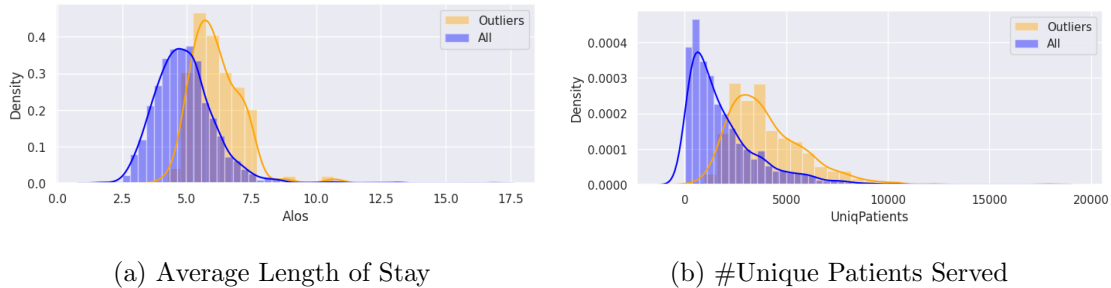 Outliers
All
0.4
0.3
0.2
0.1
0.0
Density
0.0 2.5 5.0 7.5 10.0 12.5 15.0 17.5
Alos
(a) Average Length of Stay
Outliers
All
0.0004
0.0003
0.0002
0.0001
0.0000
Density
0 5000 10000 15000 20000
UniqPatients
(b) #Unique Patients Served